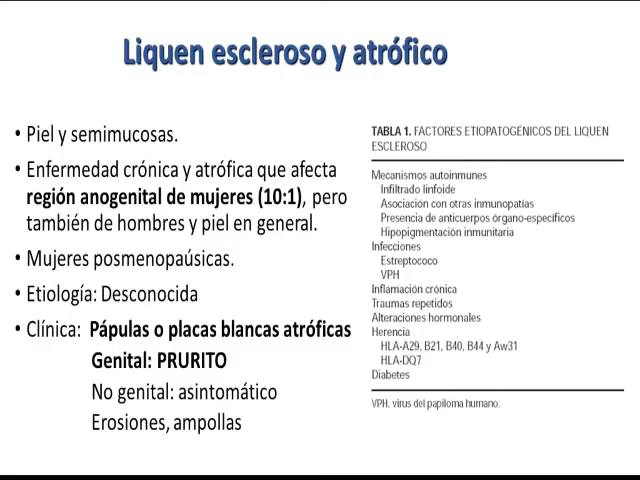 Liquen escleroso y atrófico
• Piel y semimucosas.
• Enfermedad crónica y atrófica que afecta
región anogenital de mujeres (10:1), pero
también de hombres y piel en general.
• Mujeres posmenopaúsicas.
• Etiología: Desconocida
• Clínica: Pápulas o placas blancas atróficas
Genital: PRURITO
No genital: asintomático
Erosiones, ampollas
TABLA 1. FACTORES ETIOPATOGÉNICOS DEL LIQUEN
ESCLEROSO
Mecanismos autoinmunes
Infiltrado linfoide
Asociación con otras inmunopatías
Presencia de anticuerpos órgano-específicos
Hipopigmentación inmunitaria
Infecciones
Estreptococo
VPH
Inflamación crónica
Traumas repetidos
Alteraciones hormonales
Herencia
HLA-A29, B21, B40, B44 y Aw31
HLA-DQ7
Diabetes
VPH, virus del papiloma humano.